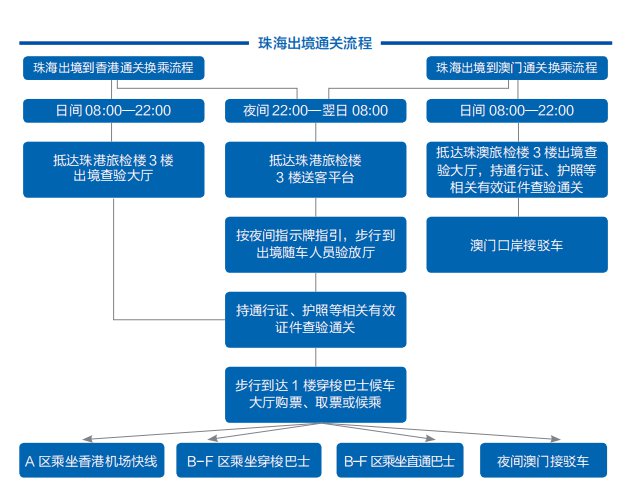 珠海出境通关流程
珠海出境到香港通关换乘流程
珠海出境到澳门通关换乘流程
日间 08:00—22:00
夜间 22:00—翌日 08:00
日间 08:00—22:00
抵达珠港旅检楼 3 楼
出境查验大厅
抵达珠港旅检楼
3 楼送客平台
抵达珠澳旅检楼 3 楼出境查
验大厅，持通行证、护照等
相关有效证件查验通关
按夜间指示牌指引，步行到
出境随车人员验放厅
澳门口岸接驳车
持通行证、护照等相关有效
证件查验通关
步行到达 1 楼穿梭巴士候车
大厅购票、取票或候乘
A 区乘坐香港机场快线
B-F 区乘坐穿梭巴士
B-F 区乘坐直通巴士
夜间澳门接驳车